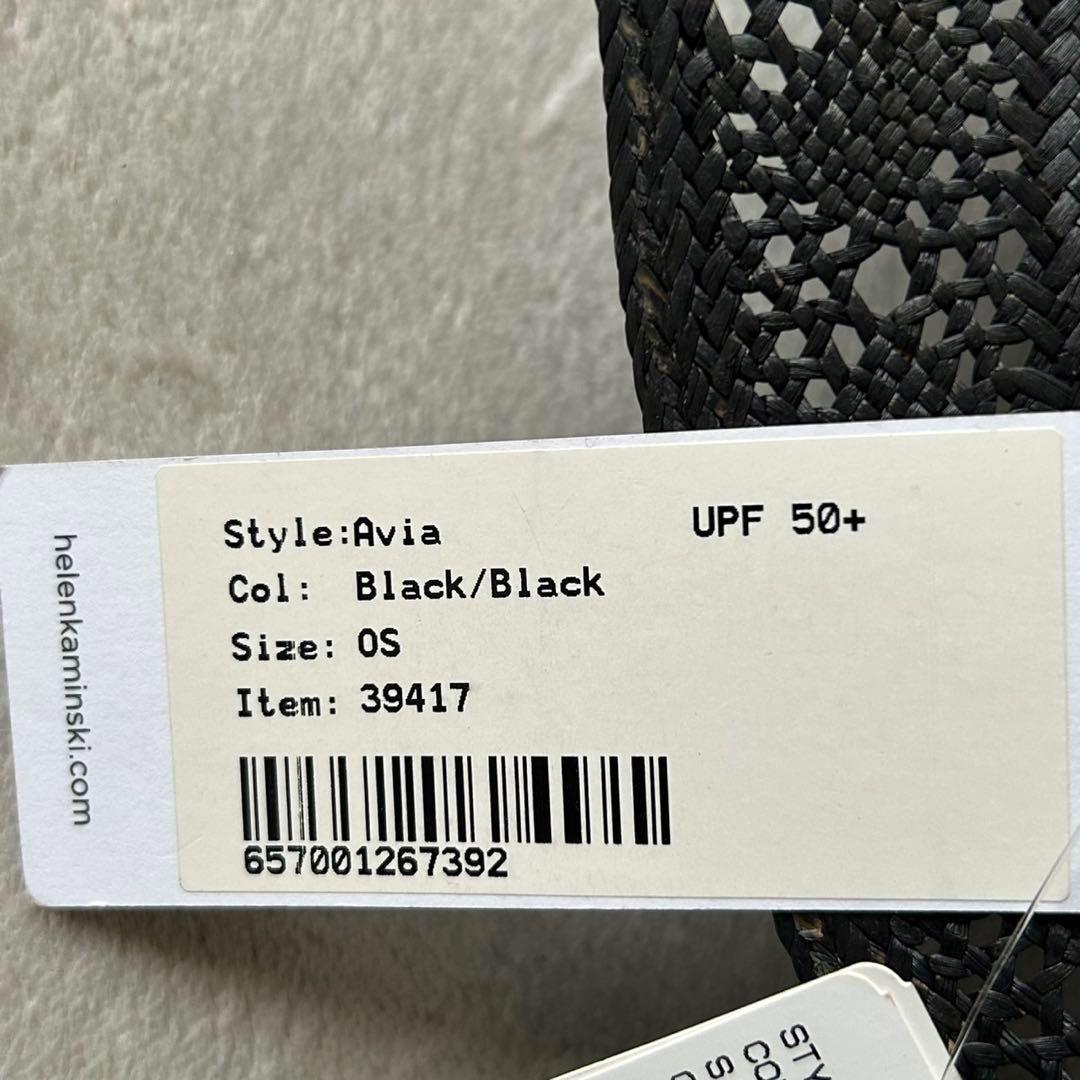 helenkaminski.com
Style:Avia
UPF 50+
Col: Black/Black
Size: OS
Item: 39417
657001267392